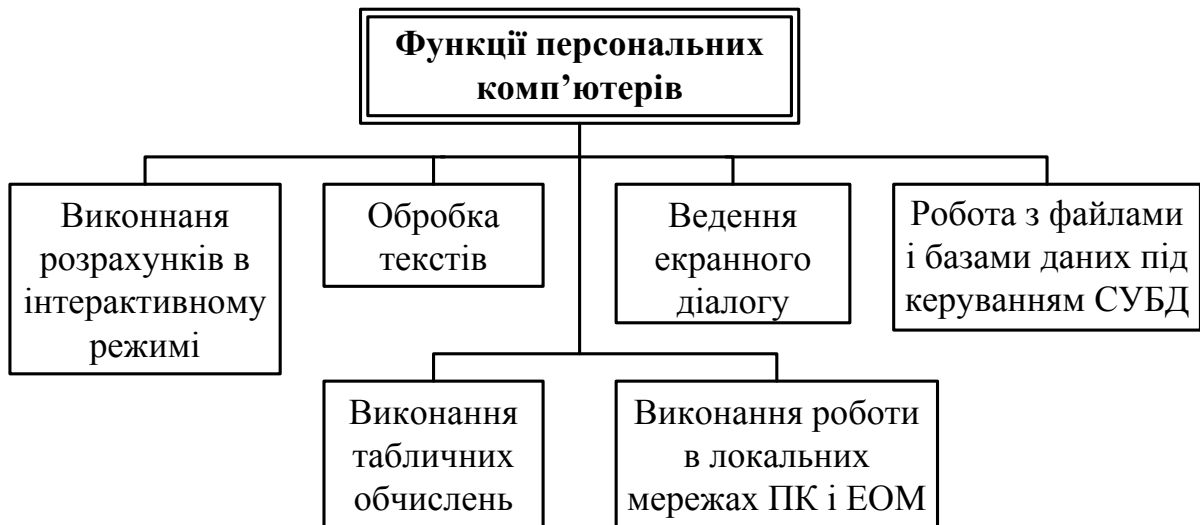 Функції персональних
комп’ютерів
Виконнаня
розрахунків в
інтерактивному
режимі
Обробка
текстів
Ведення
екранного
діалогу
Робота з файлами
і базами даних під
керуванням СУБД
Виконання
табличних
обчислень
Виконання роботи
в локальних
мережах ПК і ЕОМ